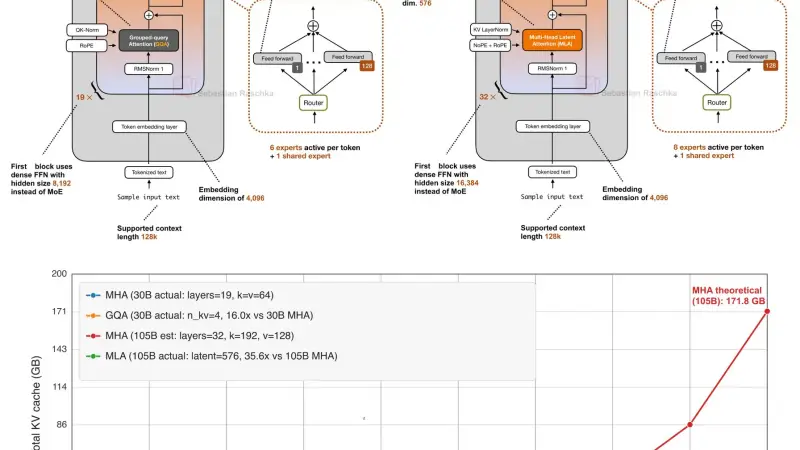 dim. 576
QK-Norm
RoPE
Grouped-query
Attention (GQA)
RMSNorm 1
19 ×
Token embedding layer
Tokenized text
Sample input text
First block uses
dense FFN with
hidden size 8,192
instead of MoE
Embedding
dimension of 4,096
Supported context
length 128k
Feed forward
1
Feed forward
128
Router
6 experts active per token
+ 1 shared expert
Sebastian Raschka
KV LayerNorm
NoPE + RoPE
Multi-Head Latent
Attention (MLA)
RMSNorm 1
32 ×
Token embedding layer
Tokenized text
Sample input text
First block uses
dense FFN with
hidden size 16,384
instead of MoE
Embedding
dimension of 4,096
Supported context
length 128k
Feed forward
1
Feed forward
128
Router
8 experts active per token
+ 1 shared expert
Sebastian Raschka
200
171
143
114
86
otal KV cache (GB)
MHA (30B actual: layers=19, k=v=64)
GQA (30B actual: n_kv=4, 16.0x vs 30B MHA)
MHA (105B est: layers=32, k=192, v=128)
MLA (105B actual: latent=576, 35.6x vs 105B MHA)
MHA theoretical
(105B): 171.8 GB